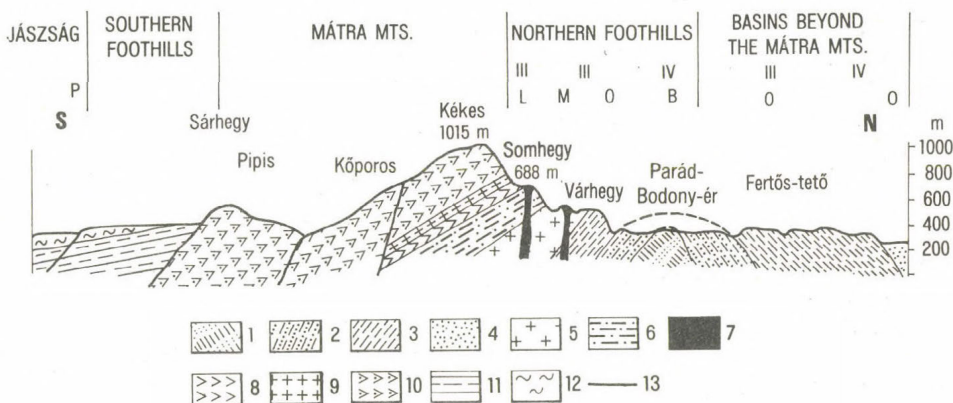 JÁSZSÁG
SOUTHERN
FOOTHILLS
MÁTRA MTS.
NORTHERN FOOTHILLS
BASINS BEYOND
THE MÁTRA MTS.
III III IV III IV
P L M O B O O
S N
Sárhegy
Pipis
Kőporos
Kékes
1015 m
Somhegy
688 m
Várhegy
Parád-
Bodony-ér
Fertős-tető
m
1000
800
600
400
200
1 2 3 4 5 6 7
8 9 10 11 12 13